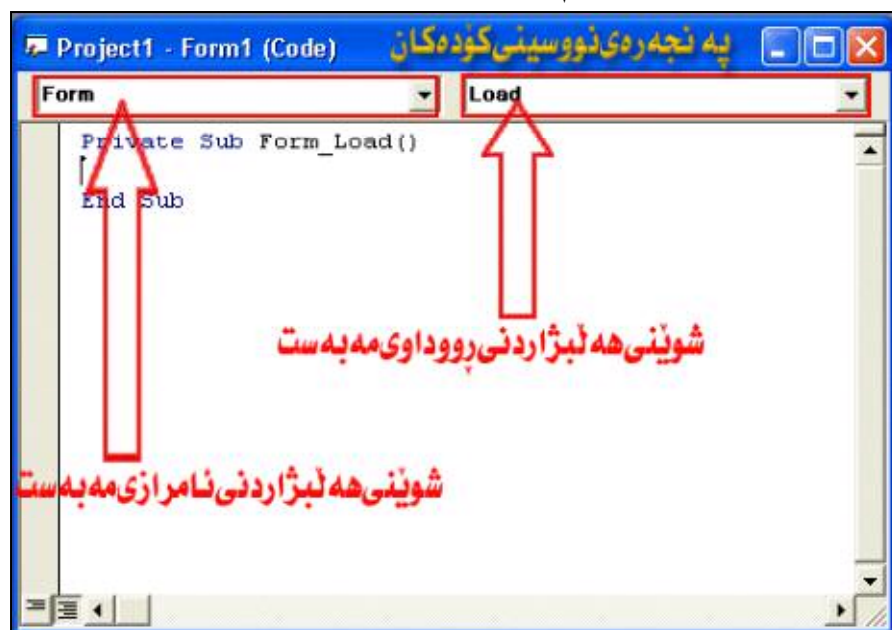 Project1 - Form1 (Code) پەنجەرەی نووسینی کۆدەکان
Form Load
Private Sub Form_Load()
End Sub
شوێنی هەڵبژاردنی ڕووداوی مەبەست
شوێنی هەڵبژاردنی ئامرازی مەبەست